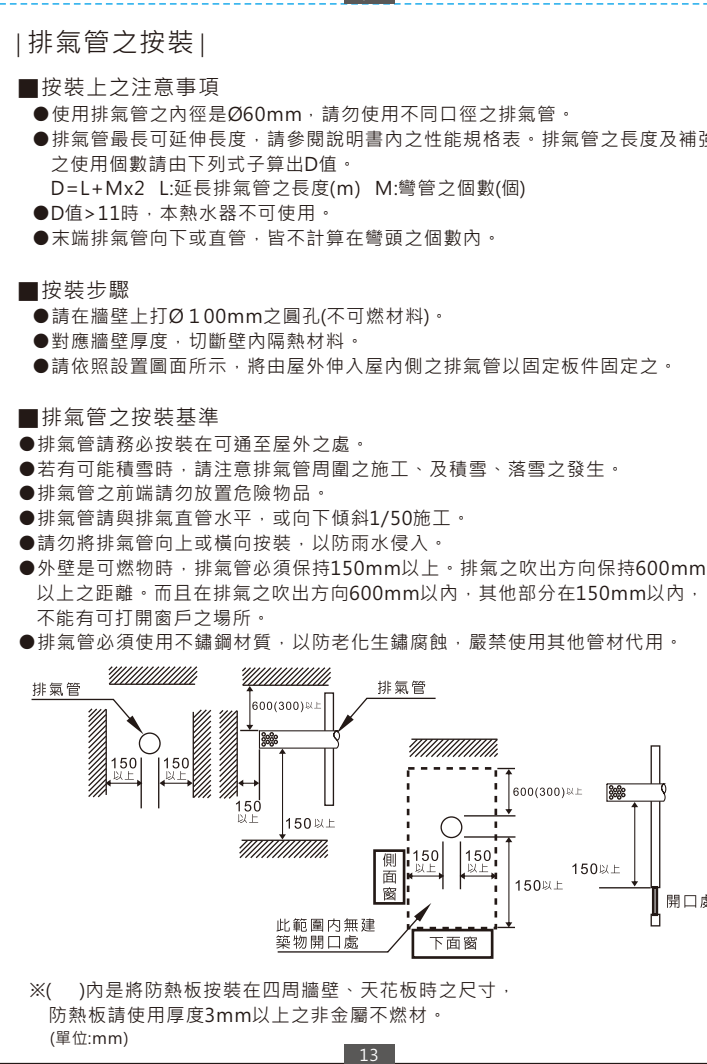 |排氣管之按裝|
■按裝上之注意事項
●使用排氣管之內徑是Ø60mm，請勿使用不同口徑之排氣管。
●排氣管最長可延伸長度，請參閱說明書內之性能規格表。排氣管之長度及補強
之使用個數請由下列式子算出D值。
D=L+Mx2 L:延長排氣管之長度(m) M:彎管之個數(個)
●D值>11時，本熱水器不可使用。
●末端排氣管向下或直管，皆不計算在彎頭之個數內。
■按裝步驟
●請在牆壁上打Ø100mm之圓孔(不可燃材料)。
●對應牆壁厚度，切斷壁內隔熱材料。
●請依照設置圖面所示，將由屋外伸入屋內側之排氣管以固定板件固定之。
■排氣管之按裝基準
●排氣管請務必按裝在可通至屋外之處。
●若有可能積雪時，請注意排氣管周圍之施工、及積雪、落雪之發生。
●排氣管之前端請勿放置危險物品。
●排氣管請與排氣直管水平，或向下傾斜1/50施工。
●請勿將排氣管向上或橫向按裝，以防雨水侵入。
●外壁是可燃物時，排氣管必須保持150mm以上。排氣之吹出方向保持600mm
以上之距離。而且在排氣之吹出方向600mm以內，其他部分在150mm以內，
不能有可打開窗戶之場所。
●排氣管必須使用不鏽鋼材質，以防老化生鏽腐蝕，嚴禁使用其他管材代用。
排氣管
150
以上
150
以上
排氣管
600(300)以上
150
以上
150以上
600(300)以上
側面窗
150
以上
150
以上
150以上
此範圍內無建
築物開口處
下面窗
150以上
開口處
※( )內是將防熱板按裝在四周牆壁、天花板時之尺寸，
防熱板請使用厚度3mm以上之非金屬不燃材。
(單位:mm)
13